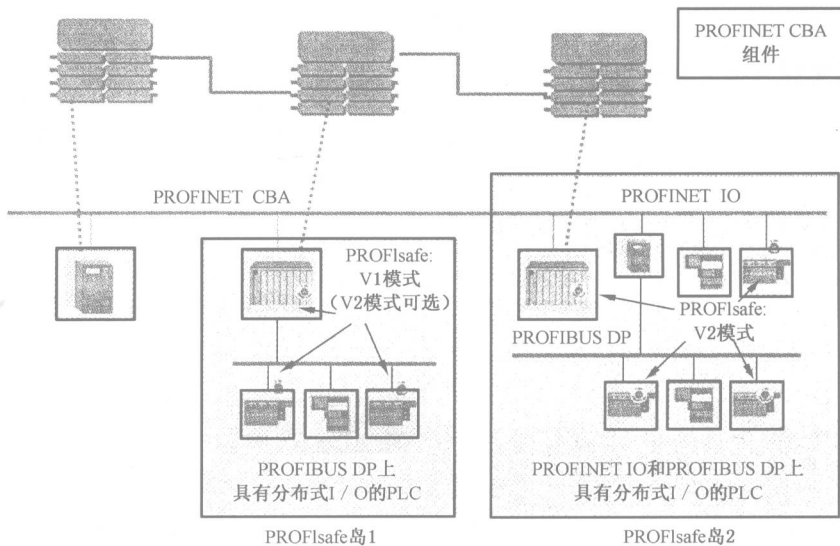 PROFINET CBA
组件
PROFINET CBA
PROFINET IO
PROFIsafe:
V1模式
（V2模式可选）
PROFIBUS DP
PROFIsafe:
V2模式
PROFIBUS DP上
具有分布式I / O的PLC
PROFINET IO和PROFIBUS DP上
具有分布式I / O的PLC
PROFIsafe岛1
PROFIsafe岛2